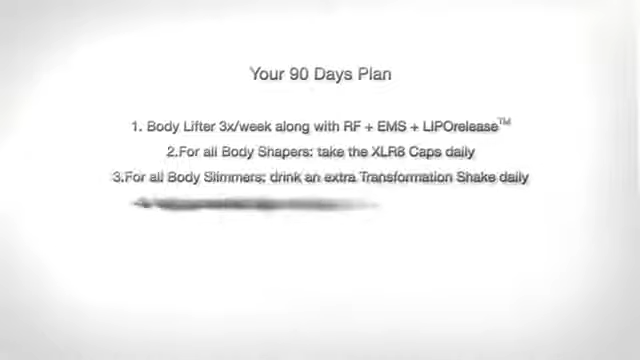 Your 90 Days Plan
1. Body Lifter 3x/week along with RF + EMS + LIPOrelease™
2.For all Body Shapers: take the XLR8 Caps daily
3.For all Body Slimmers: drink an extra Transformation Shake daily